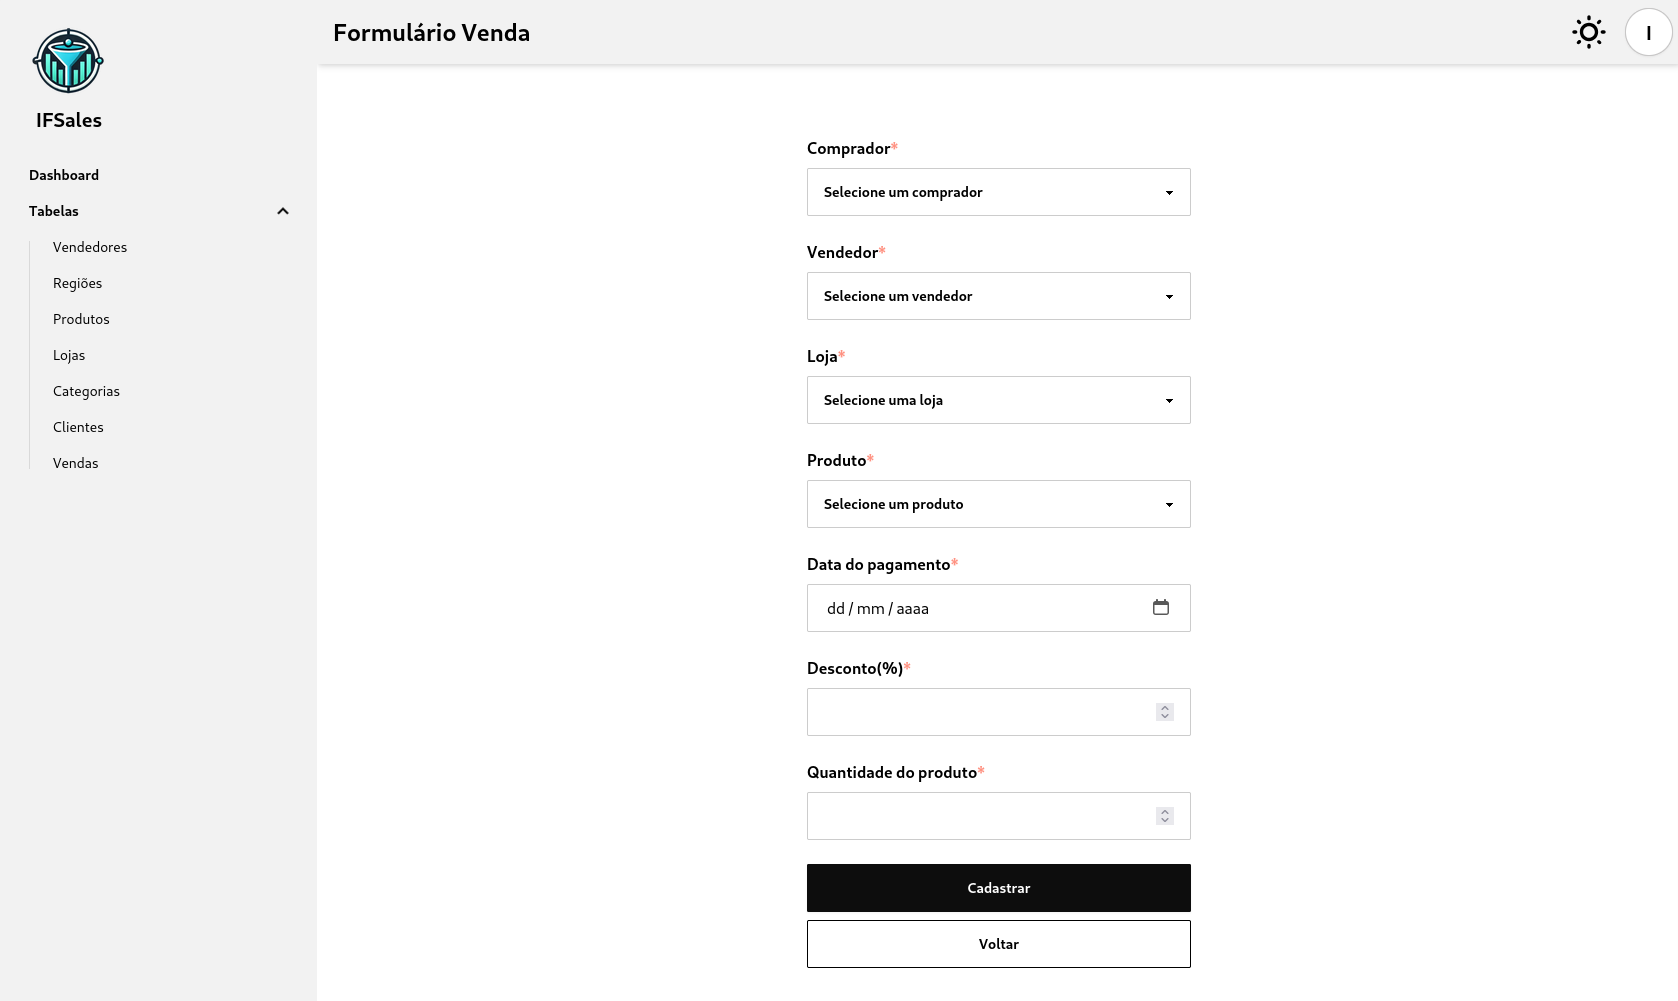 IFSales
Dashboard
Tabelas
Vendedores
Regiões
Produtos
Lojas
Categorias
Clientes
Vendas
Formulário Venda
I
Comprador*
Selecione um comprador
Vendedor*
Selecione um vendedor
Loja*
Selecione uma loja
Produto*
Selecione um produto
Data do pagamento*
dd / mm / aaaa
Desconto(%)*
Quantidade do produto*
Cadastrar
Voltar